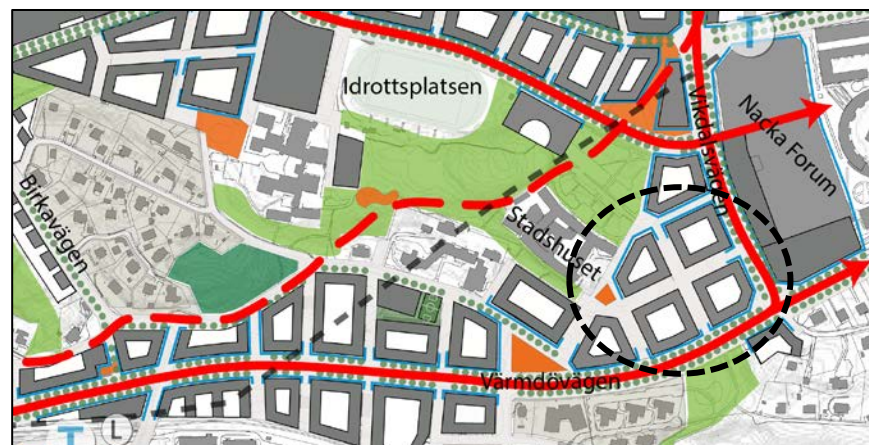 T
Idrottsplatsen
Vikdalsvägen
Nacka Forum
Birkavägen
Stadshuset
Värmdövägen
T
L